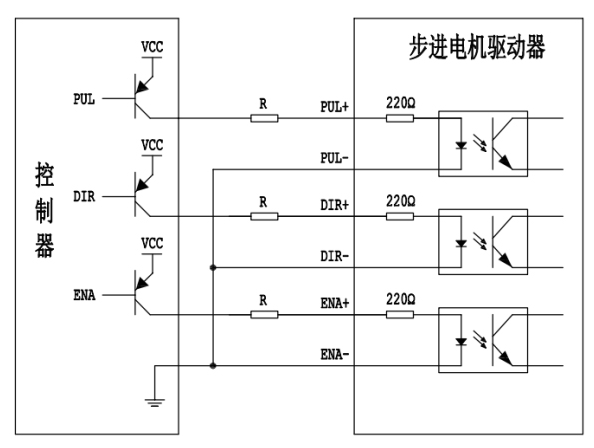 步进电机驱动器
VCC
PUL
R
PUL+
220Ω
PUL-
VCC
DIR
R
DIR+
220Ω
DIR-
控制器
VCC
ENA
R
ENA+
220Ω
ENA-